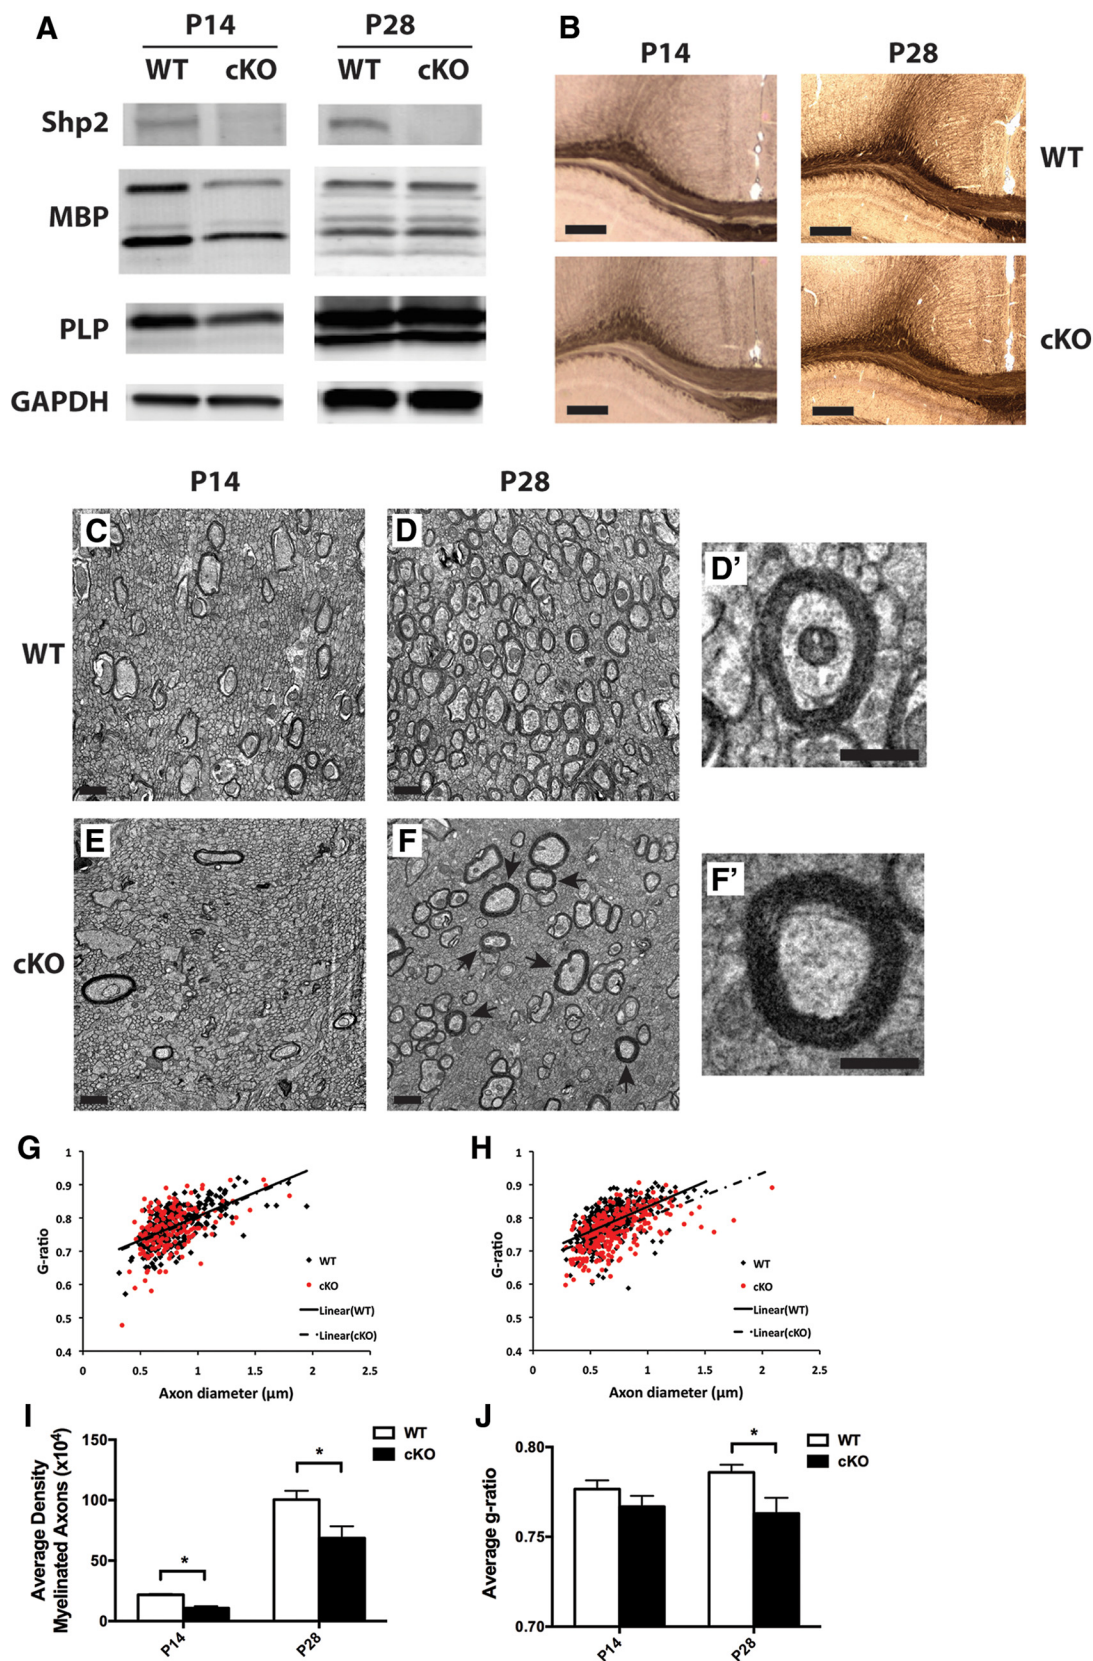 A
P14
P28
WT
cKO
WT
cKO
Shp2
MBP
PLP
GAPDH
B
P14
P28
WT
cKO
P14
P28
C
D
D'
WT
E
F
F'
cKO
G
1
0.9
0.8
0.7
0.6
0.5
0.4
G-ratio
0
0.5
1
1.5
2
2.5
Axon diameter (µm)
WT
cKO
Linear(WT)
Linear(cKO)
H
1
0.9
0.8
0.7
0.6
0.5
0.4
G-ratio
0
0.5
1
1.5
2
2.5
Axon diameter (µm)
WT
cKO
Linear(WT)
Linear(cKO)
I
Average Density
Myelinated Axons (x10⁴)
150
100
50
0
*
*
WT
cKO
P14
P28
J
Average g-ratio
0.80
0.75
0.70
*
WT
cKO
P14
P28